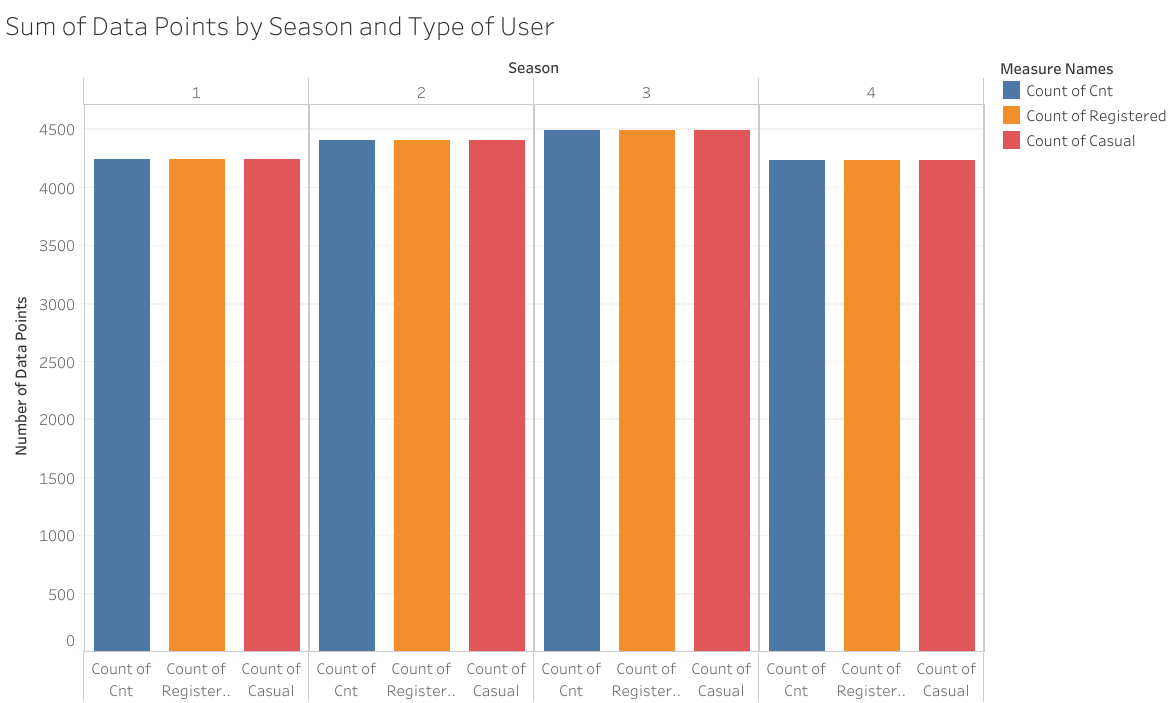 Sum of Data Points by Season and Type of User
Season
1 2 3 4
Measure Names
Count of Cnt
Count of Registered
Count of Casual
Number of Data Points
4500
4000
3500
3000
2500
2000
1500
1000
500
0
Count of Count of Count of Count of Count of Count of Count of Count of Count of Count of Count of Count of
Cnt Register.. Casual Cnt Register.. Casual Cnt Register.. Casual Cnt Register.. Casual